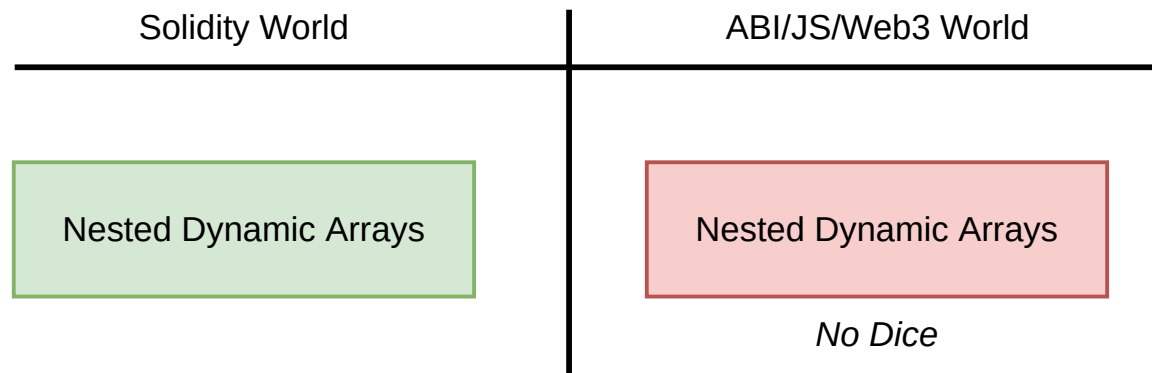 Solidity World
ABI/JS/Web3 World
Nested Dynamic Arrays
Nested Dynamic Arrays
No Dice